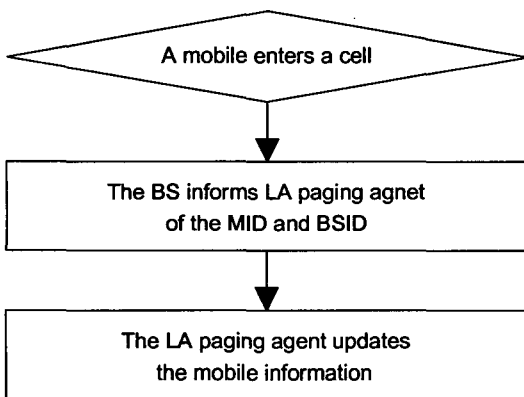 A mobile enters a cell
The BS informs LA paging agnet
of the MID and BSID
The LA paging agent updates
the mobile information